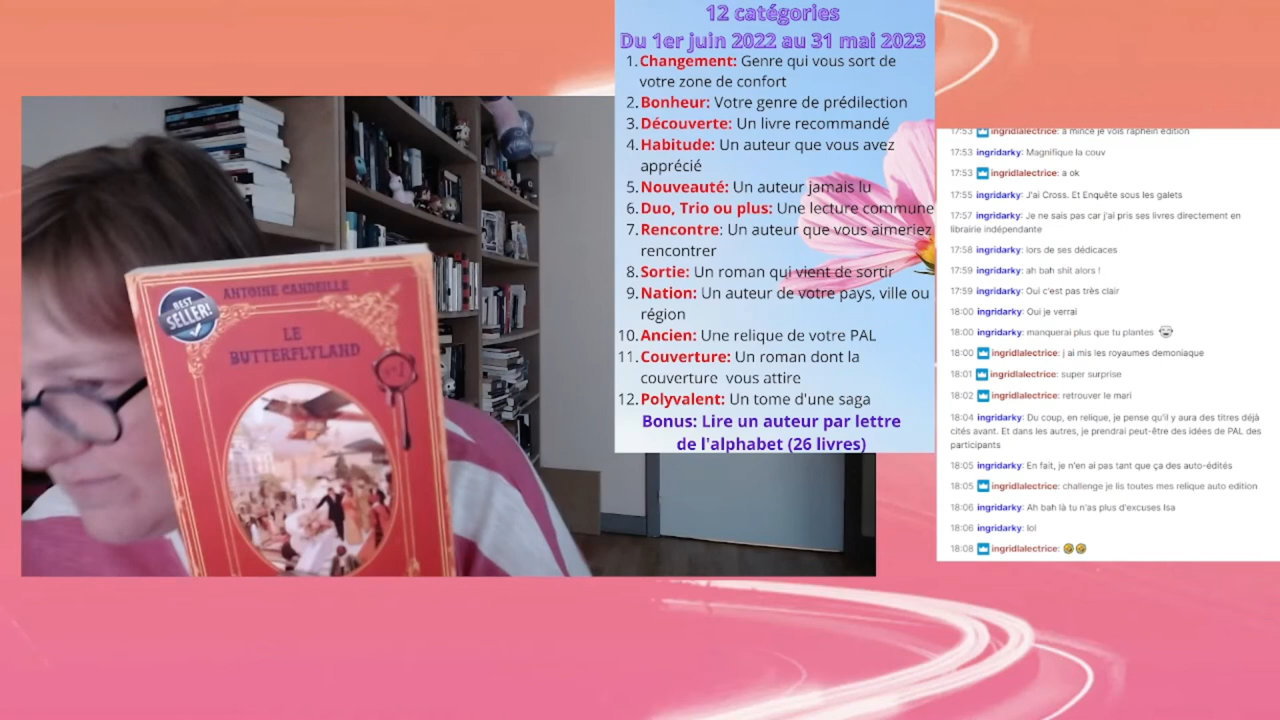 12 catégories
Du 1er juin 2022 au 31 mai 2023
1. Changement: Genre qui vous sort de
votre zone de confort
2. Bonheur: Votre genre de prédilection
3. Découverte: Un livre recommandé
4. Habitude: Un auteur que vous avez
apprécié
5. Nouveauté: Un auteur jamais lu
6. Duo, Trio ou plus: Une lecture commune
7. Rencontre: Un auteur que vous aimeriez
rencontrer
8. Sortie: Un roman qui vient de sortir
9. Nation: Un auteur de votre pays, ville ou
région
10. Ancien: Une relique de votre PAL
11. Couverture: Un roman dont la
couverture vous attire
12. Polyvalent: Un tome d'une saga
Bonus: Lire un auteur par lettre
de l'alphabet (26 livres)
BEST
SELLER!
ANTOINE CANDEILLE
LE
BUTTERFLYLAND
17:53 ingridlalectrice: a mince je vois raphein edition
17:53 ingridarky: Magnifique la couv
17:53 ingridlalectrice: a ok
17:55 ingridarky: J'ai Cross. Et Enquête sous les galets
17:57 ingridarky: Je ne sais pas car j'ai pris ses livres directement en
librairie indépendante
17:58 ingridarky: lors de ses dédicaces
17:59 ingridarky: ah bah shit alors !
17:59 ingridarky: Oui c'est pas très clair
18:00 ingridarky: Oui je verrai
18:00 ingridarky: manquerai plus que tu plantes
18:00 ingridlalectrice: j ai mis les royaumes demoniaque
18:01 ingridlalectrice: super surprise
18:02 ingridlalectrice: retrouver le mari
18:04 ingridarky: Du coup, en relique, je pense qu'il y aura des titres déjà
cités avant. Et dans les autres, je prendrai peut-être des idées de PAL des
participants
18:05 ingridarky: En fait, je n'en ai pas tant que ça des auto-édités
18:05 ingridlalectrice: challenge je lis toutes mes relique auto edition
18:06 ingridarky: Ah bah là tu n'as plus d'excuses Isa
18:06 ingridarky: lol
18:08 ingridlalectrice: